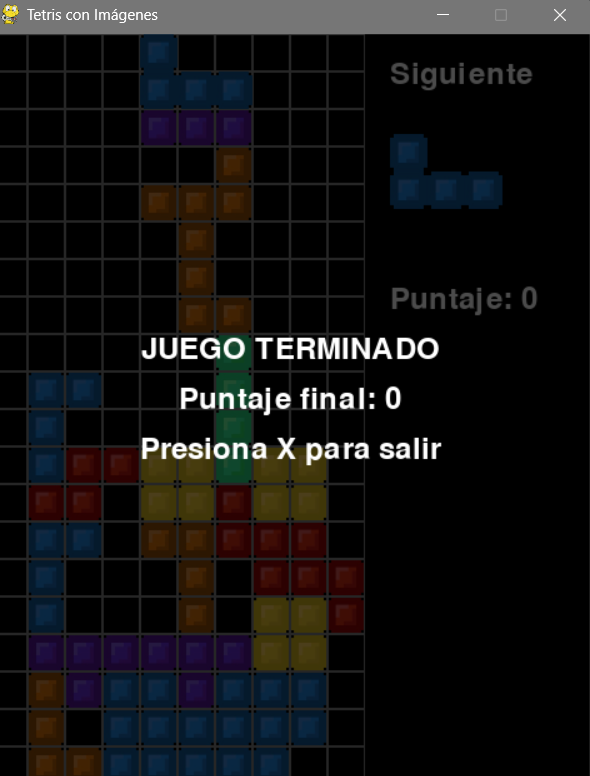 Tetris con Imágenes
Siguiente
Puntaje: 0
JUEGO TERMINADO
Puntaje final: 0
Presiona X para salir